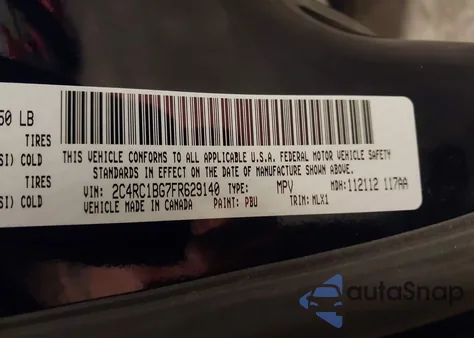 50 LB
TIRES
SI) COLD
TIRES
SI) COLD
THIS VEHICLE CONFORMS TO ALL APPLICABLE U.S.A. FEDERAL MOTOR VEHICLE SAFETY
STANDARDS IN EFFECT ON THE DATE OF MANUFACTURE SHOWN ABOVE.
VIN: 2C4RC1BG7FR629140 TYPE: MPV MDH: 112112 117AA
VEHICLE MADE IN CANADA PAINT: PBU TRIM: MLX1
autoSnap